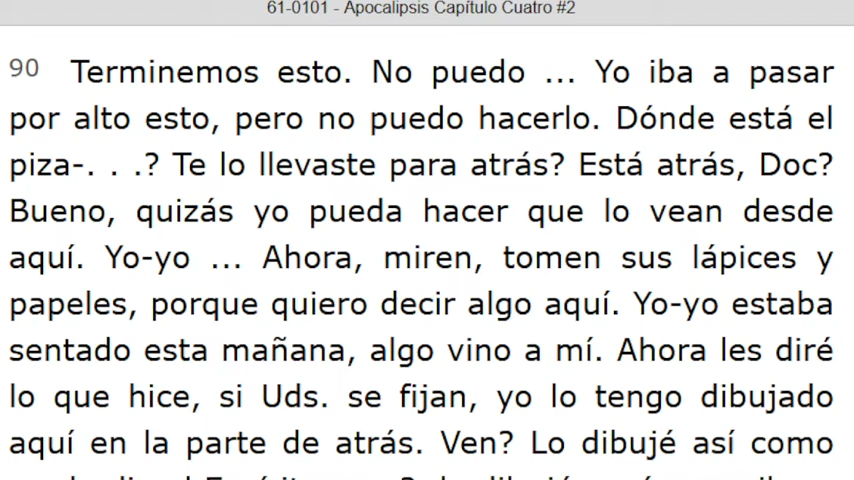 61-0101 - Apocalipsis Capítulo Cuatro #2
90 Terminemos esto. No puedo ... Yo iba a pasar
por alto esto, pero no puedo hacerlo. Dónde está el
piza-. . .? Te lo llevaste para atrás? Está atrás, Doc?
Bueno, quizás yo pueda hacer que lo vean desde
aquí. Yo-yo ... Ahora, miren, tomen sus lápices y
papeles, porque quiero decir algo aquí. Yo-yo estaba
sentado esta mañana, algo vino a mí. Ahora les diré
lo que hice, si Uds. se fijan, yo lo tengo dibujado
aquí en la parte de atrás. Ven? Lo dibujé así como